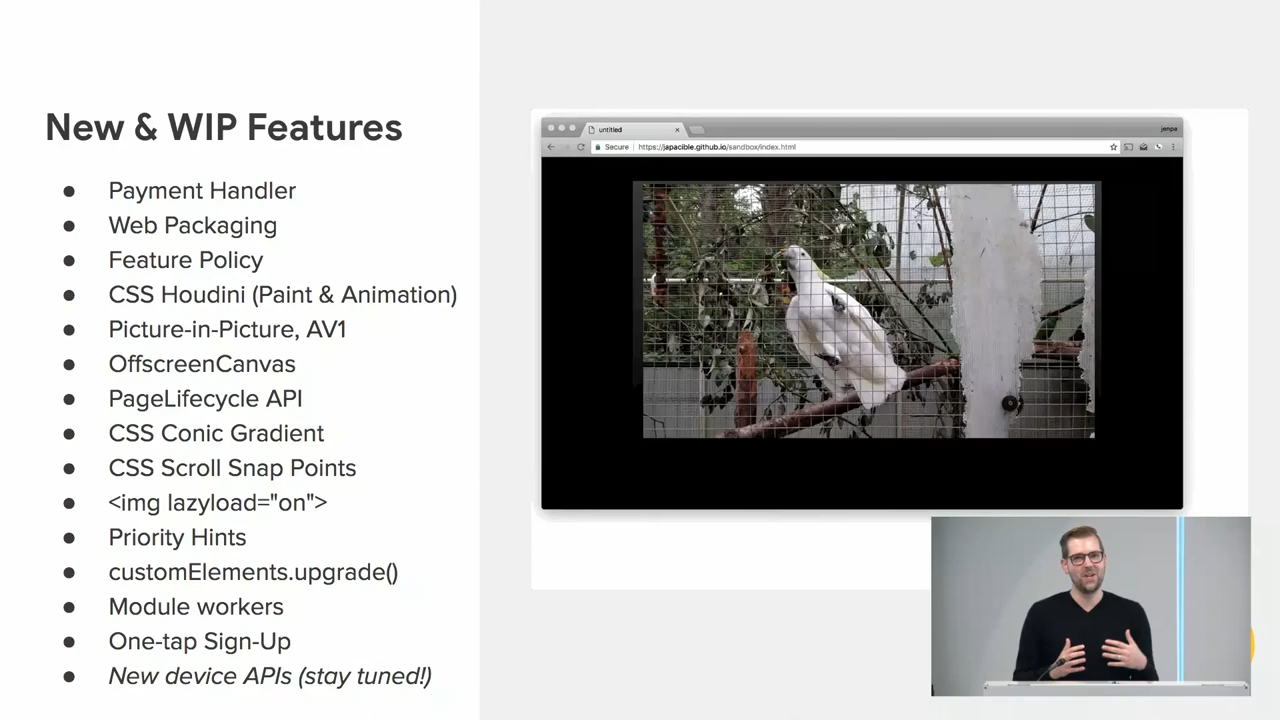 New & WIP Features
Payment Handler
Web Packaging
Feature Policy
CSS Houdini (Paint & Animation)
Picture-in-Picture, AV1
OffscreenCanvas
PageLifecycle API
CSS Conic Gradient
CSS Scroll Snap Points
<img lazyload="on">
Priority Hints
customElements.upgrade()
Module workers
One-tap Sign-Up
New device APIs (stay tuned!)
untitled
jenpa
Secure
https://japacible.github.io/sandbox/index.html